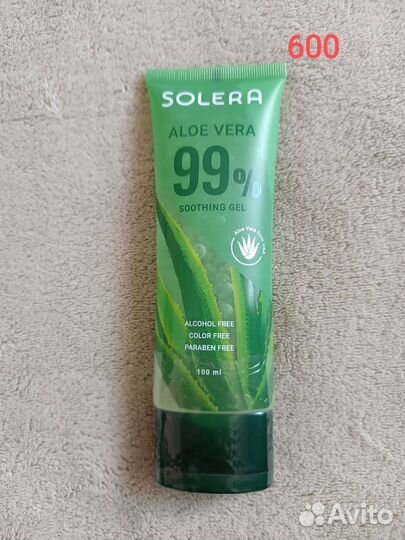 600
SOLERA
ALOE VERA
99%
SOOTHING GEL
ALCOHOL FREE
COLOR FREE
PARABEN FREE
100 ml
Avito